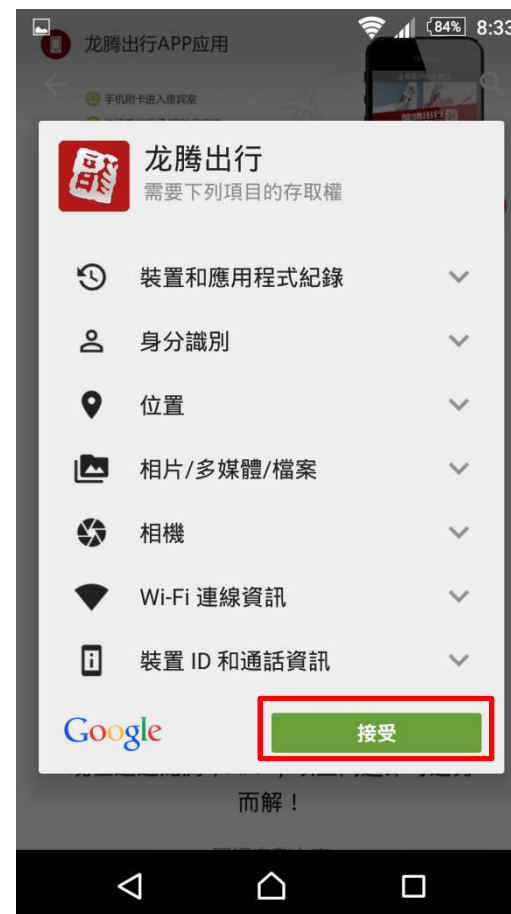 84% 8:33
龙腾出行APP应用
手机刷卡进入贵宾室
龙腾出行
需要下列項目的存取權
裝置和應用程式紀錄
身分識別
位置
相片/多媒體/檔案
相機
Wi-Fi 連線資訊
裝置 ID 和通話資訊
Google
接受
而解！